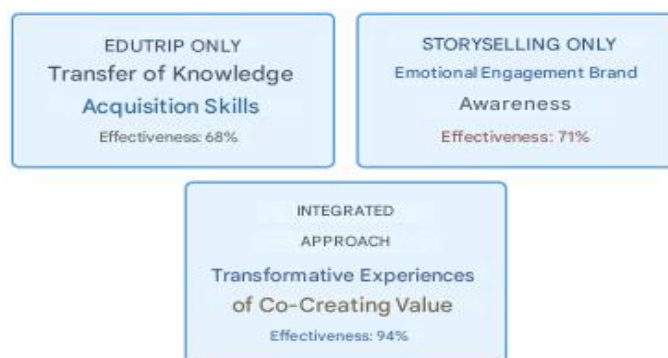 EDUTRIP ONLY
Transfer of Knowledge
Acquisition Skills
Effectiveness: 68%
STORYSELLING ONLY
Emotional Engagement Brand
Awareness
Effectiveness: 71%
INTEGRATED
APPROACH
Transformative Experiences
of Co-Creating Value
Effectiveness: 94%